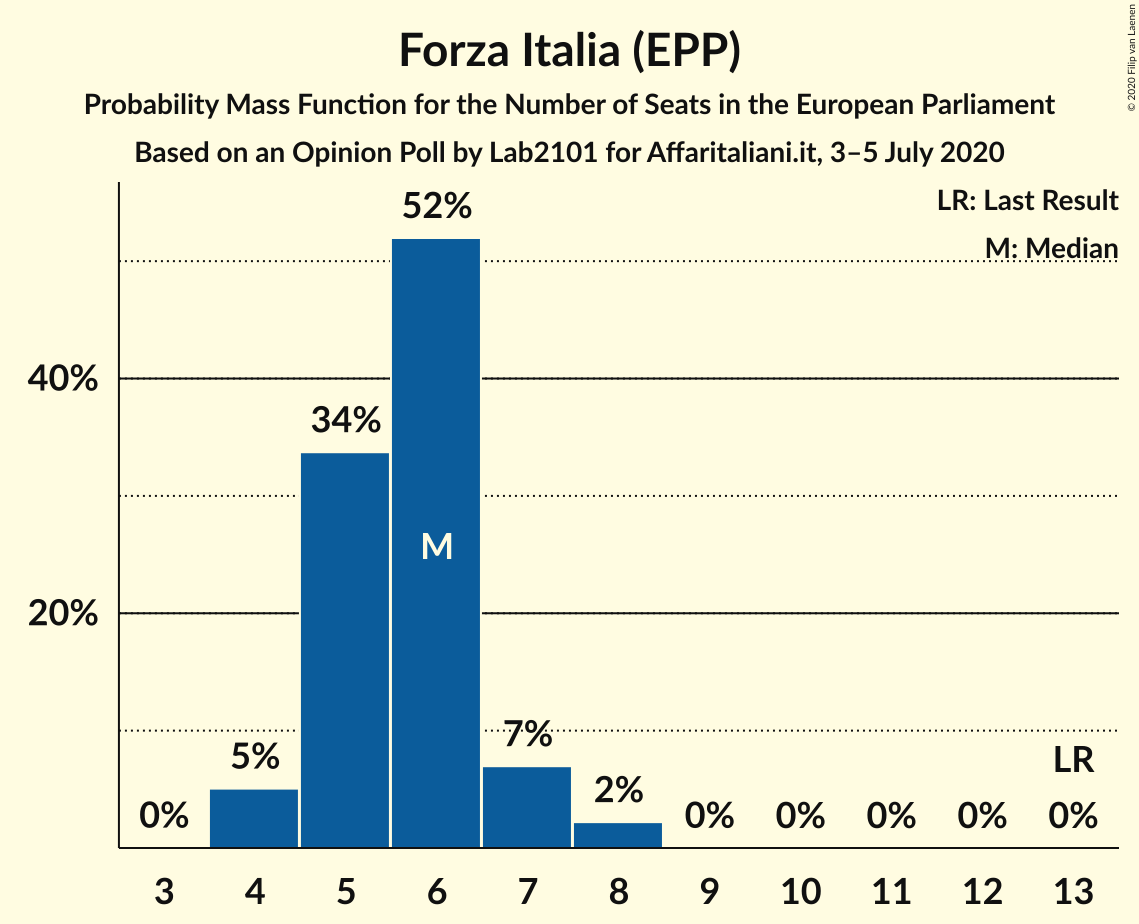 Forza Italia (EPP)
Probability Mass Function for the Number of Seats in the European Parliament
Based on an Opinion Poll by Lab2101 for Affaritaliani.it, 3–5 July 2020
© 2020 Filip van Laenen
LR: Last Result
M: Median
52%
40%
34%
M
20%
7%
5%
LR
2%
0%
0%
0%
0%
0%
0%
3 4 5 6 7 8 9 10 11 12 13